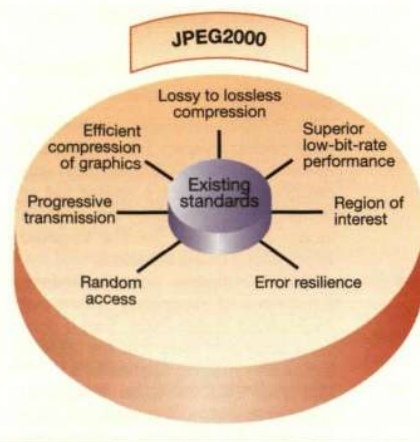 JPEG2000
Lossy to lossless
compression
Efficient
compression
of graphics
Superior
low-bit-rate
performance
Existing
standards
Progressive
transmission
Region of
interest
Random
access
Error resilience